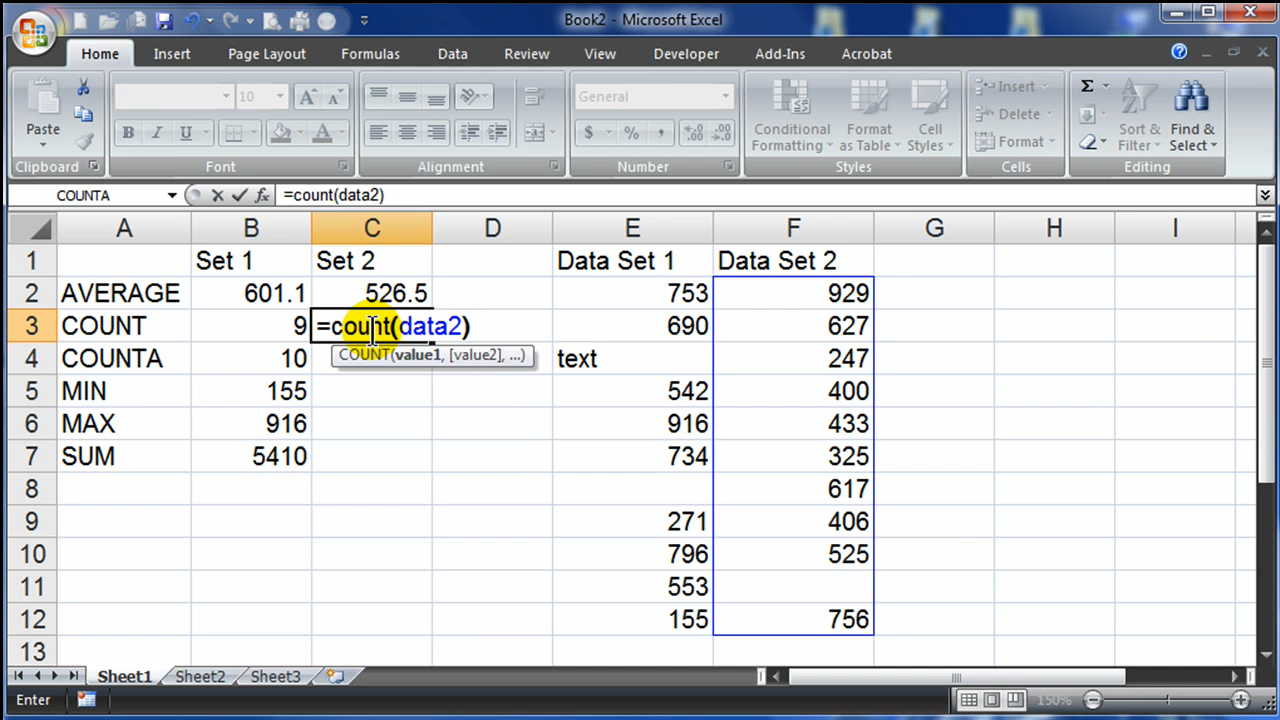 Book2 - Microsoft Excel
Home Insert Page Layout Formulas Data Review View Developer Add-Ins Acrobat
Paste
10
A A
B I U A
General
$ % , .00 .0
Conditional Formatting
Format as Table
Cell Styles
Insert
Delete
Format
Σ
Sort & Filter
Find & Select
Clipboard Font Alignment Number Styles Cells Editing
COUNTA fx =count(data2)
A B C D E F G H I
1 Set 1 Set 2 Data Set 1 Data Set 2
2 AVERAGE 601.1 526.5 753 929
3 COUNT 9 =count(data2) 690 627
COUNT(value1, [value2], ...)
4 COUNTA 10 text 247
5 MIN 155 542 400
6 MAX 916 916 433
7 SUM 5410 734 325
8 617
9 271 406
10 796 525
11 553
12 155 756
13
Sheet1 Sheet2 Sheet3
Enter 150%